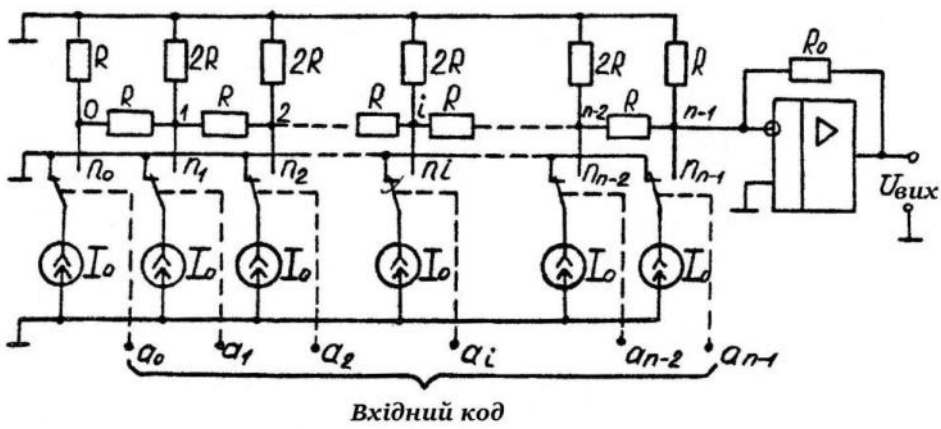 R 2R 2R 2R 2R R R₀
0 R 1 R 2 R i R n-2 R n-1
n₀ n₁ n₂ ni nₙ₋₂ nₙ₋₁
Uвих
I₀ I₀ I₀ I₀ I₀ I₀
a₀ a₁ a₂ aᵢ aₙ₋₂ aₙ₋₁
Вхідний код